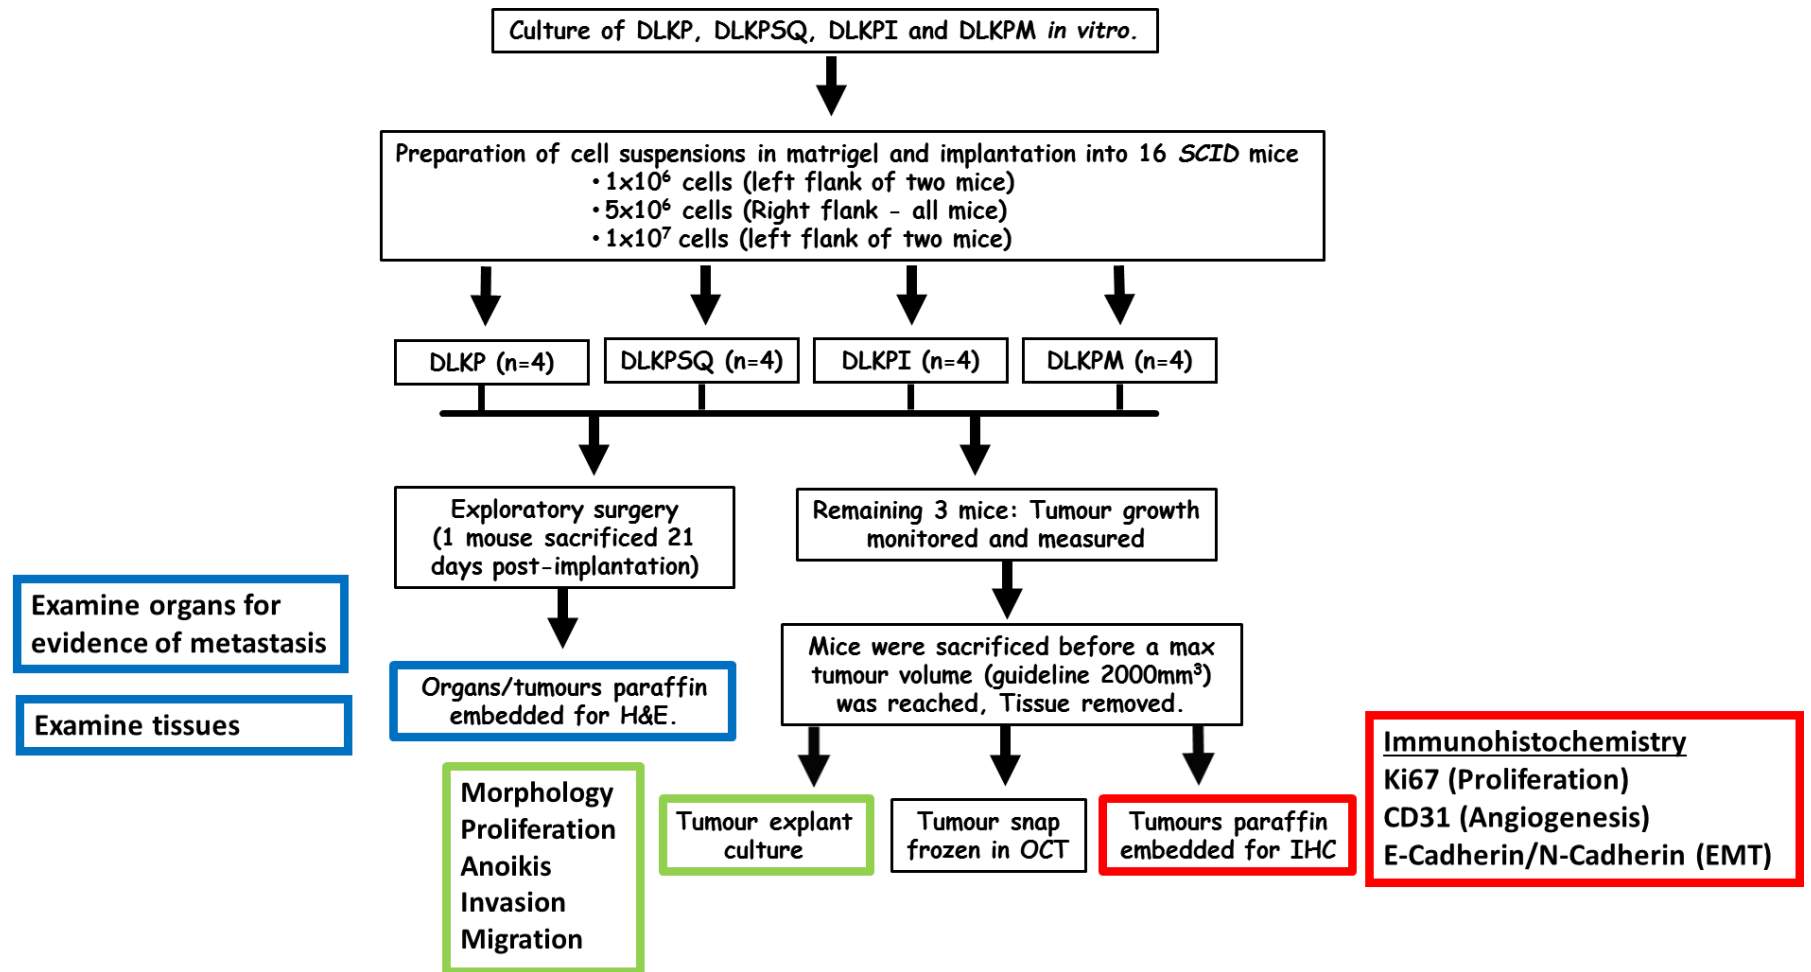 Culture of DLKP, DLKPSQ, DLKPI and DLKPM in vitro.
Preparation of cell suspensions in matrigel and implantation into 16 SCID mice
• 1x10⁶ cells (left flank of two mice)
• 5x10⁶ cells (Right flank - all mice)
• 1x10⁷ cells (left flank of two mice)
DLKP (n=4)
DLKPSQ (n=4)
DLKPI (n=4)
DLKPM (n=4)
Exploratory surgery
(1 mouse sacrificed 21
days post-implantation)
Remaining 3 mice: Tumour growth
monitored and measured
Examine organs for
evidence of metastasis
Examine tissues
Organs/tumours paraffin
embedded for H&E.
Mice were sacrificed before a max
tumour volume (guideline 2000mm³)
was reached, Tissue removed.
Morphology
Proliferation
Anoikis
Invasion
Migration
Tumour explant
culture
Tumour snap
frozen in OCT
Tumours paraffin
embedded for IHC
Immunohistochemistry
Ki67 (Proliferation)
CD31 (Angiogenesis)
E-Cadherin/N-Cadherin (EMT)